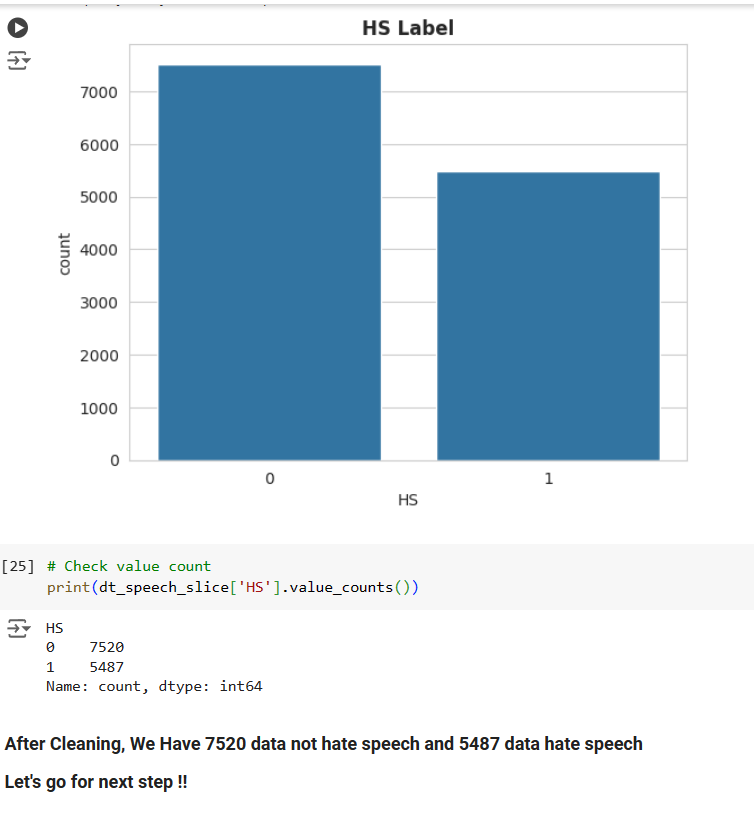 HS Label
7000
6000
5000
4000
3000
2000
1000
0
count
0 1
HS
[25] # Check value count
print(dt_speech_slice['HS'].value_counts())
HS
0 7520
1 5487
Name: count, dtype: int64
After Cleaning, We Have 7520 data not hate speech and 5487 data hate speech
Let's go for next step !!